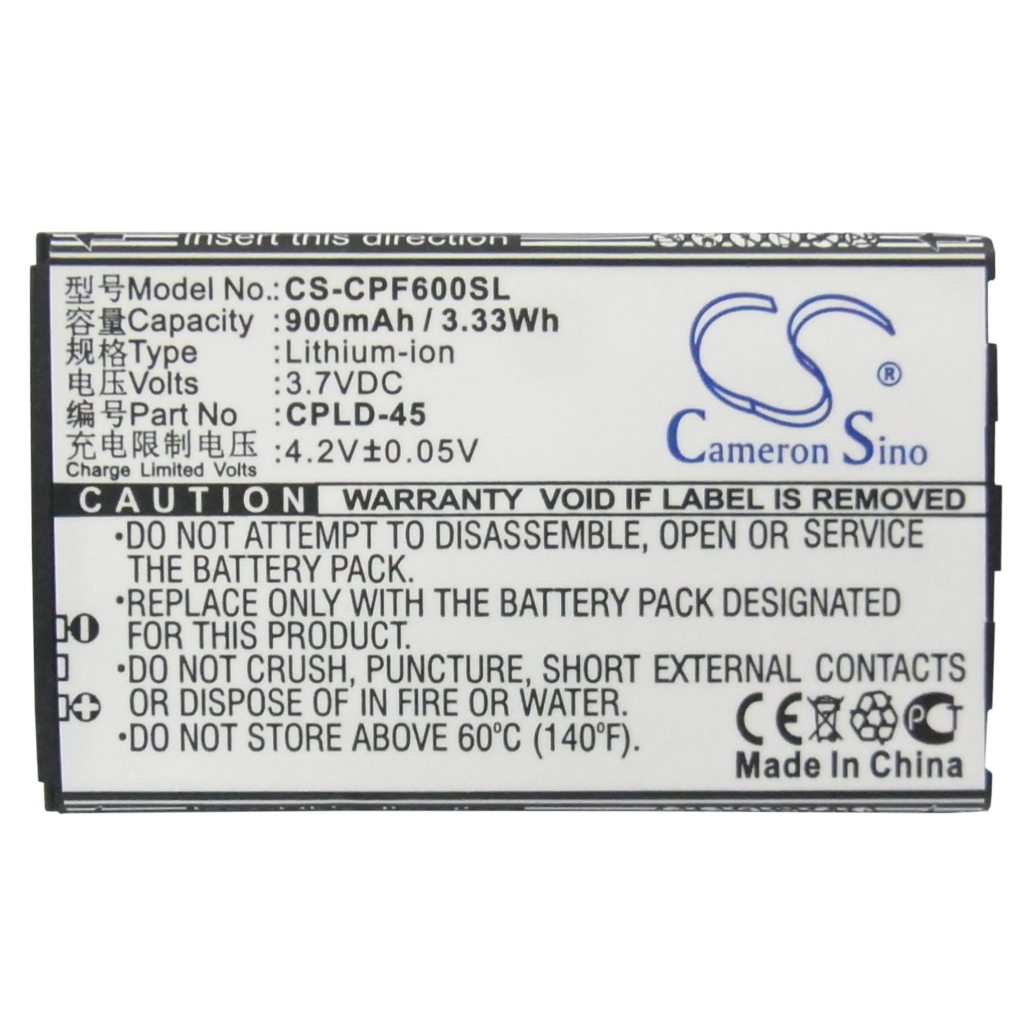 Insert this direction
型号Model No.: CS-CPF600SL
容量Capacity : 900mAh / 3.33Wh
规格Type : Lithium-ion
电压Volts : 3.7VDC
编号Part No : CPLD-45
充电限制电压 : 4.2V±0.05V
Charge Limited Volts
CS ®
Cameron Sino
CAUTION WARRANTY VOID IF LABEL IS REMOVED
•DO NOT ATTEMPT TO DISASSEMBLE, OPEN OR SERVICE
THE BATTERY PACK.
•REPLACE ONLY WITH THE BATTERY PACK DESIGNATED
FOR THIS PRODUCT.
•DO NOT CRUSH, PUNCTURE, SHORT EXTERNAL CONTACTS
OR DISPOSE OF IN FIRE OR WATER.
•DO NOT STORE ABOVE 60°C (140°F).
CE PCT
Made In China